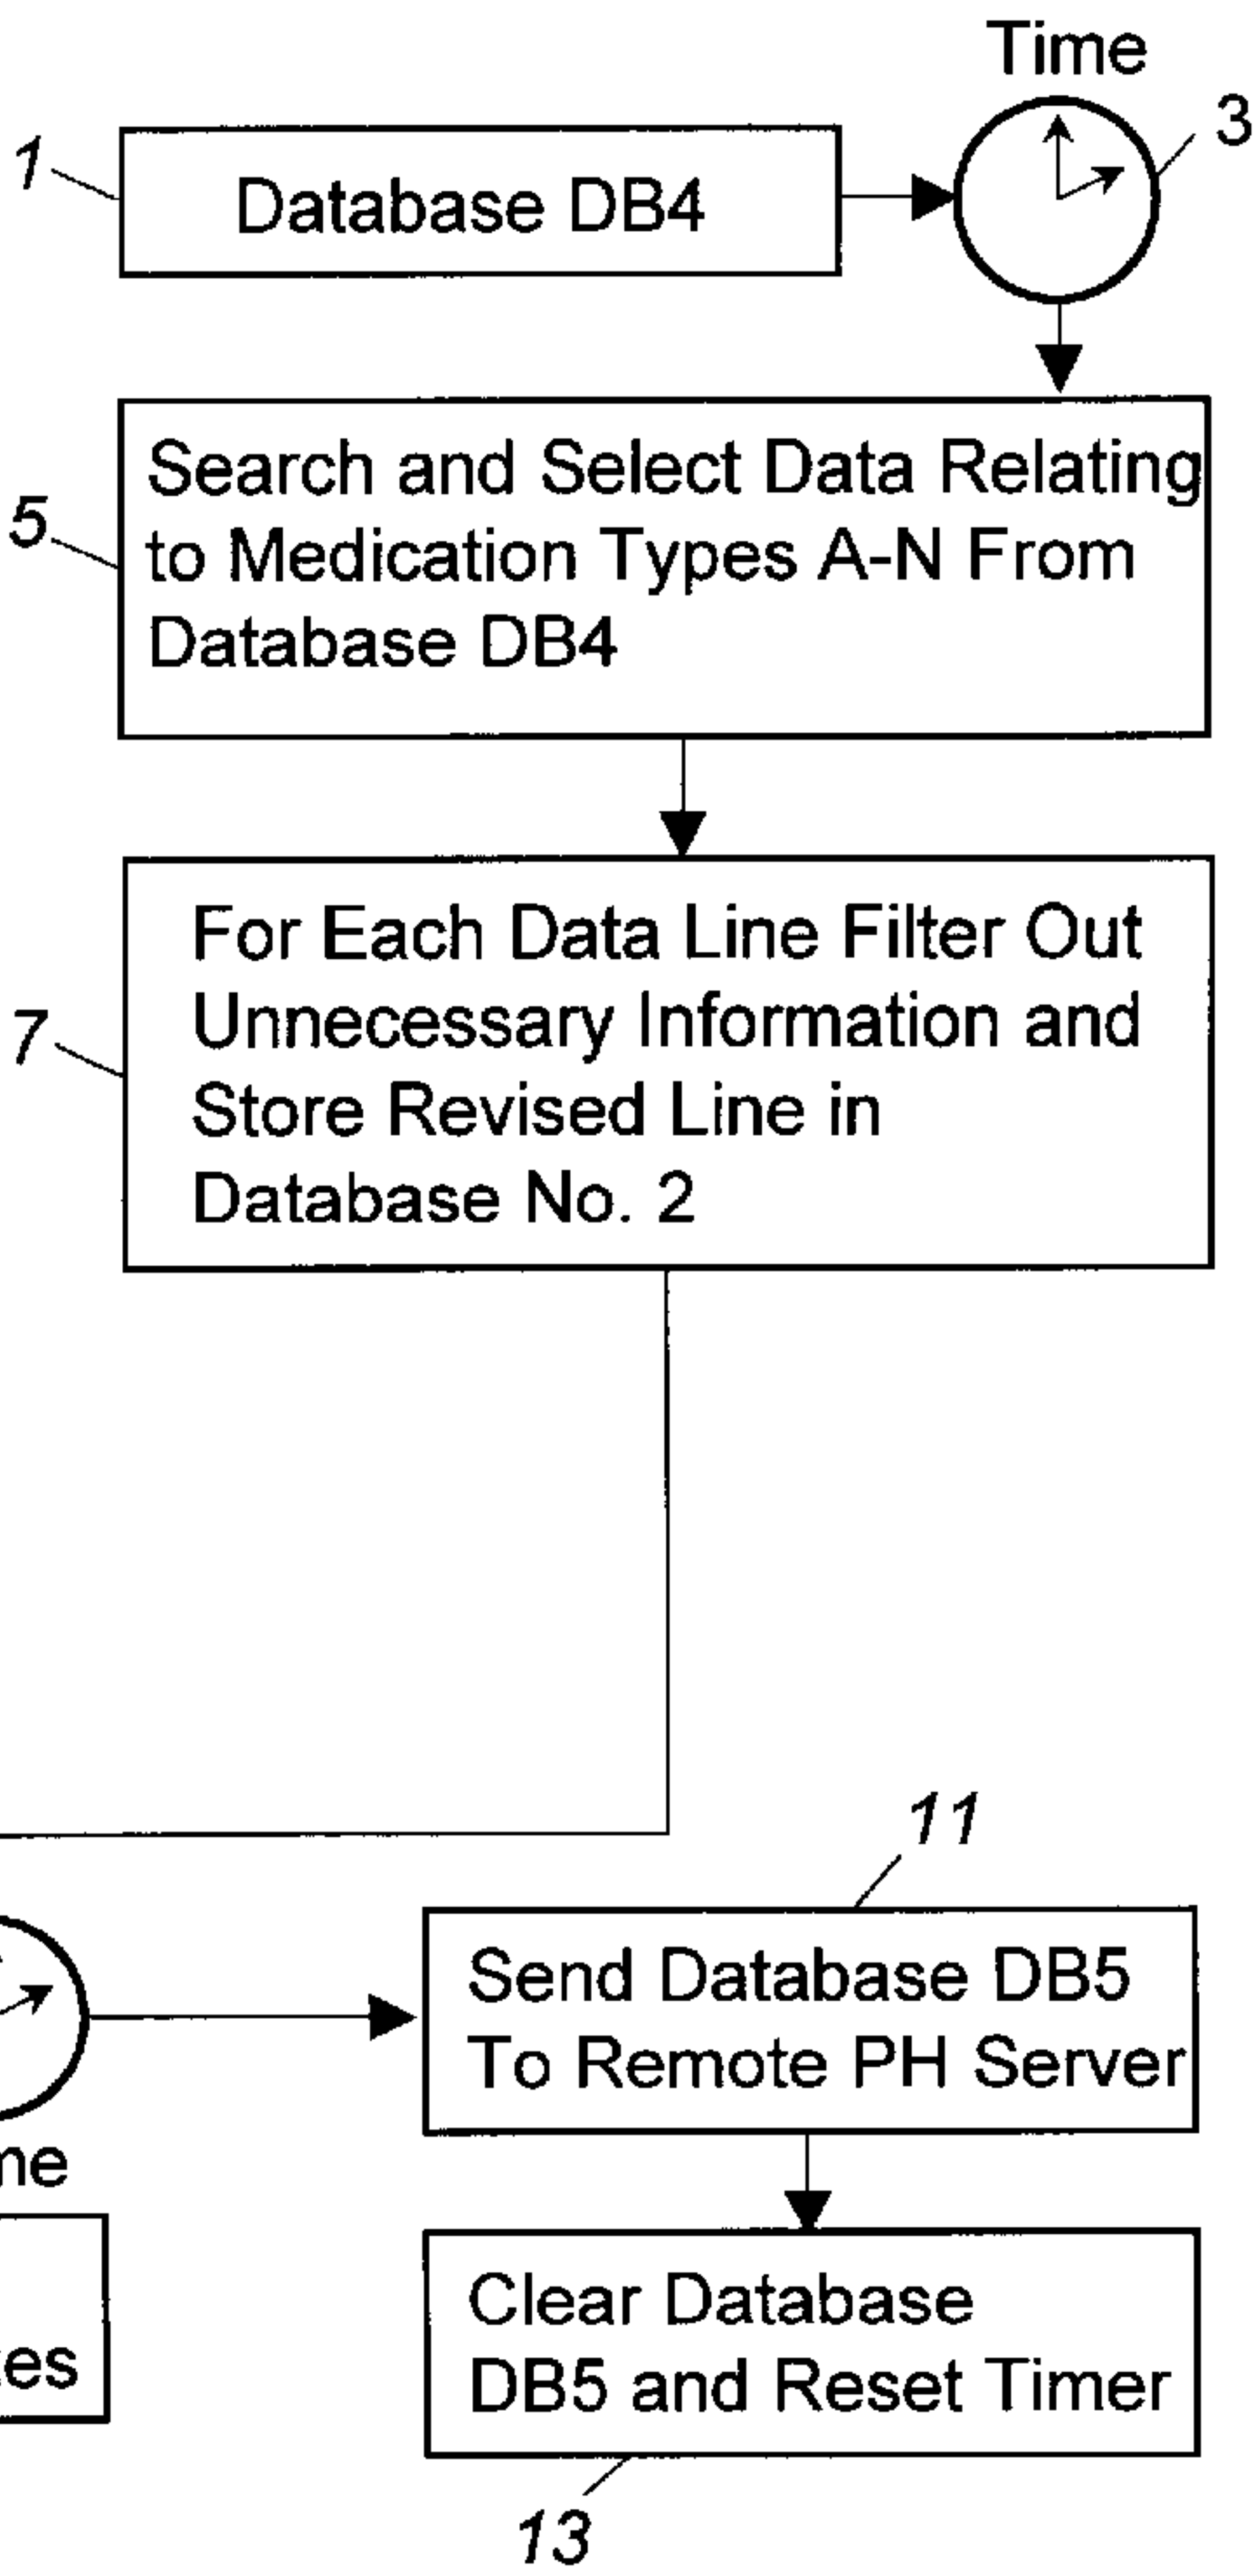 Time
3
1
Database DB4
Search and Select Data Relating
5
to Medication Types A-N From
Database DB4
For Each Data Line Filter Out
7
Unnecessary Information and
Store Revised Line in
Database No. 2
11
Send Database DB5
To Remote PH Server
Clear Database
DB5 and Reset Timer
13